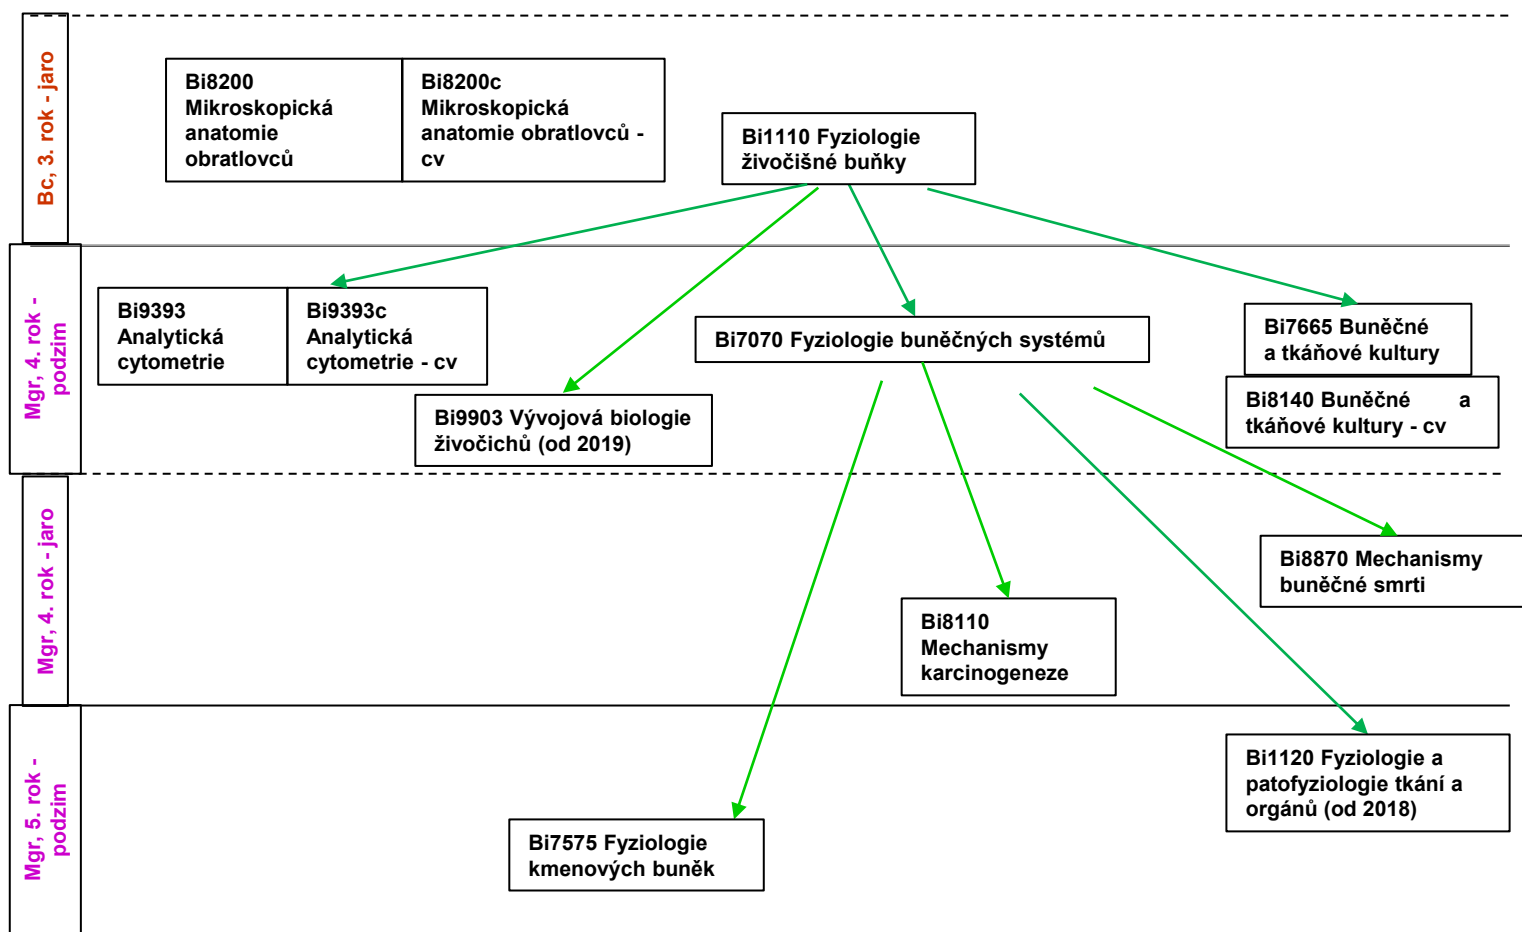 Bc, 3. rok - jaro
Bi8200
Mikroskopická
anatomie
obratlovců
Bi8200c
Mikroskopická
anatomie obratlovců -
cv
Bi1110 Fyziologie
živočišné buňky
Mgr, 4. rok -
podzim
Bi9393
Analytická
cytometrie
Bi9393c
Analytická
cytometrie - cv
Bi9903 Vývojová biologie
živočichů (od 2019)
Bi7070 Fyziologie buněčných systémů
Bi7665 Buněčné
a tkáňové kultury
Bi8140 Buněčné a
tkáňové kultury - cv
Mgr, 4. rok - jaro
Bi8110
Mechanismy
karcinogeneze
Bi8870 Mechanismy
buněčné smrti
Mgr, 5. rok -
podzim
Bi7575 Fyziologie
kmenových buněk
Bi1120 Fyziologie a
patofyziologie tkání a
orgánů (od 2018)